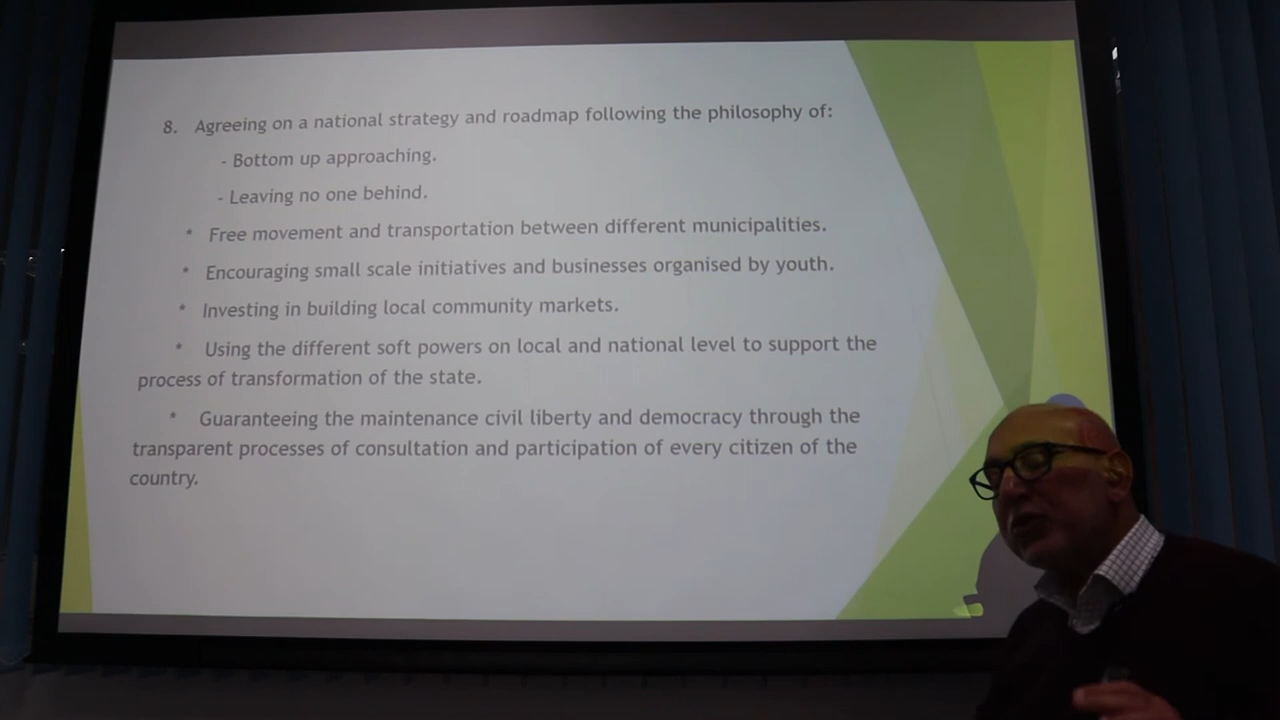 8. Agreeing on a national strategy and roadmap following the philosophy of:
- Bottom up approaching.
- Leaving no one behind.
* Free movement and transportation between different municipalities.
* Encouraging small scale initiatives and businesses organised by youth.
* Investing in building local community markets.
* Using the different soft powers on local and national level to support the
process of transformation of the state.
* Guaranteeing the maintenance civil liberty and democracy through the
transparent processes of consultation and participation of every citizen of the
country.